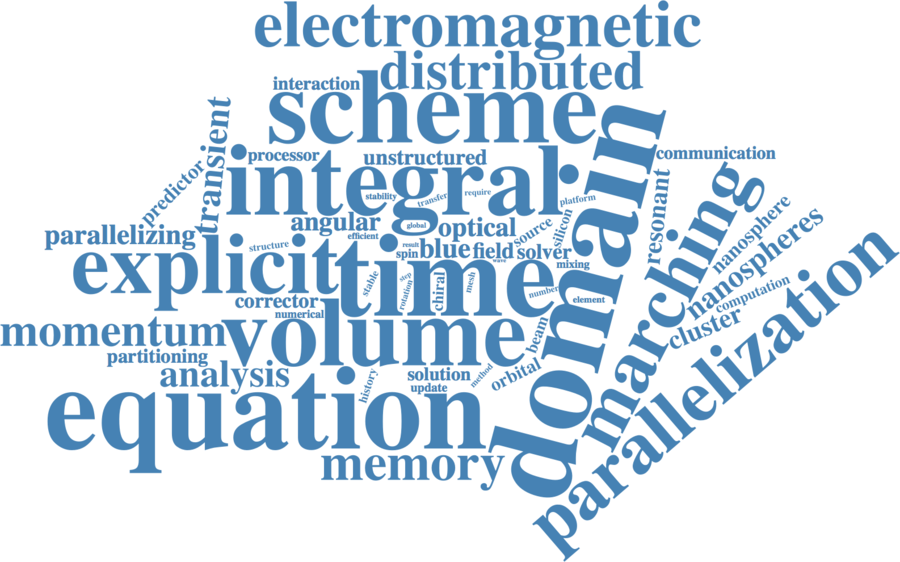 electromagnetic
distributed
interaction
scheme
transient
predictor
processor
unstructured
integral
domain
communication
stability
transfer
require
platform
angular
efficient
global
optical
source
silicon
resonant
marching
nanosphere
nanospheres
parallelizing
explicit
structure
time
result
spin
blue
field
wave
solver
mixing
stable
step
rotation
chiral
mesh
number
element
corrector
numerical
computation
cluster
parallelization
momentum
volume
beam
partitioning
analysis
history
solution
update
method
orbital
equation
memory